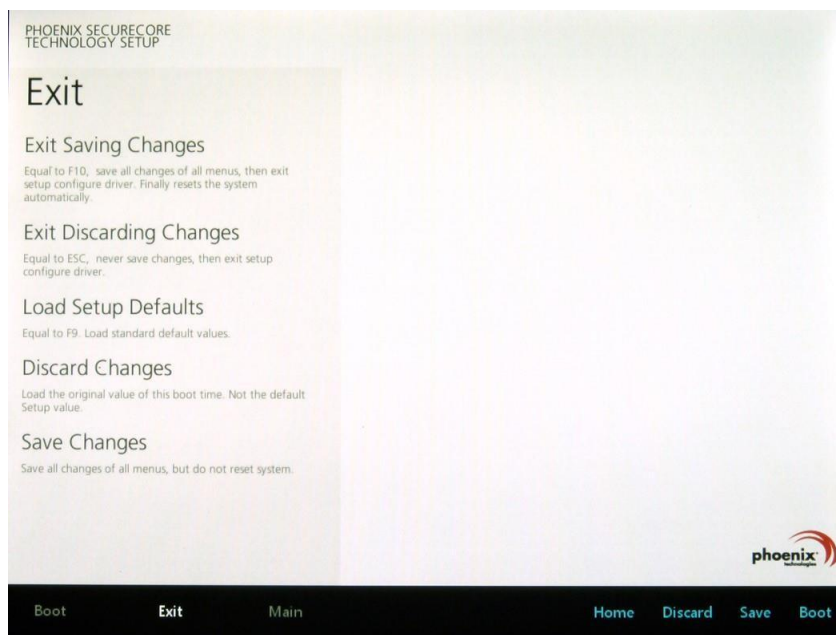 PHOENIX SECURECORE
TECHNOLOGY SETUP
Exit
Exit Saving Changes
Equal to F10, save all changes of all menus, then exit
setup configure driver. Finally resets the system
automatically.
Exit Discarding Changes
Equal to ESC, never save changes, then exit setup
configure driver.
Load Setup Defaults
Equal to F9. Load standard default values.
Discard Changes
Load the original value of this boot time. Not the default
Setup value.
Save Changes
Save all changes of all menus, but do not reset system.
phoenix
technologies
Boot Exit Main Home Discard Save Boot